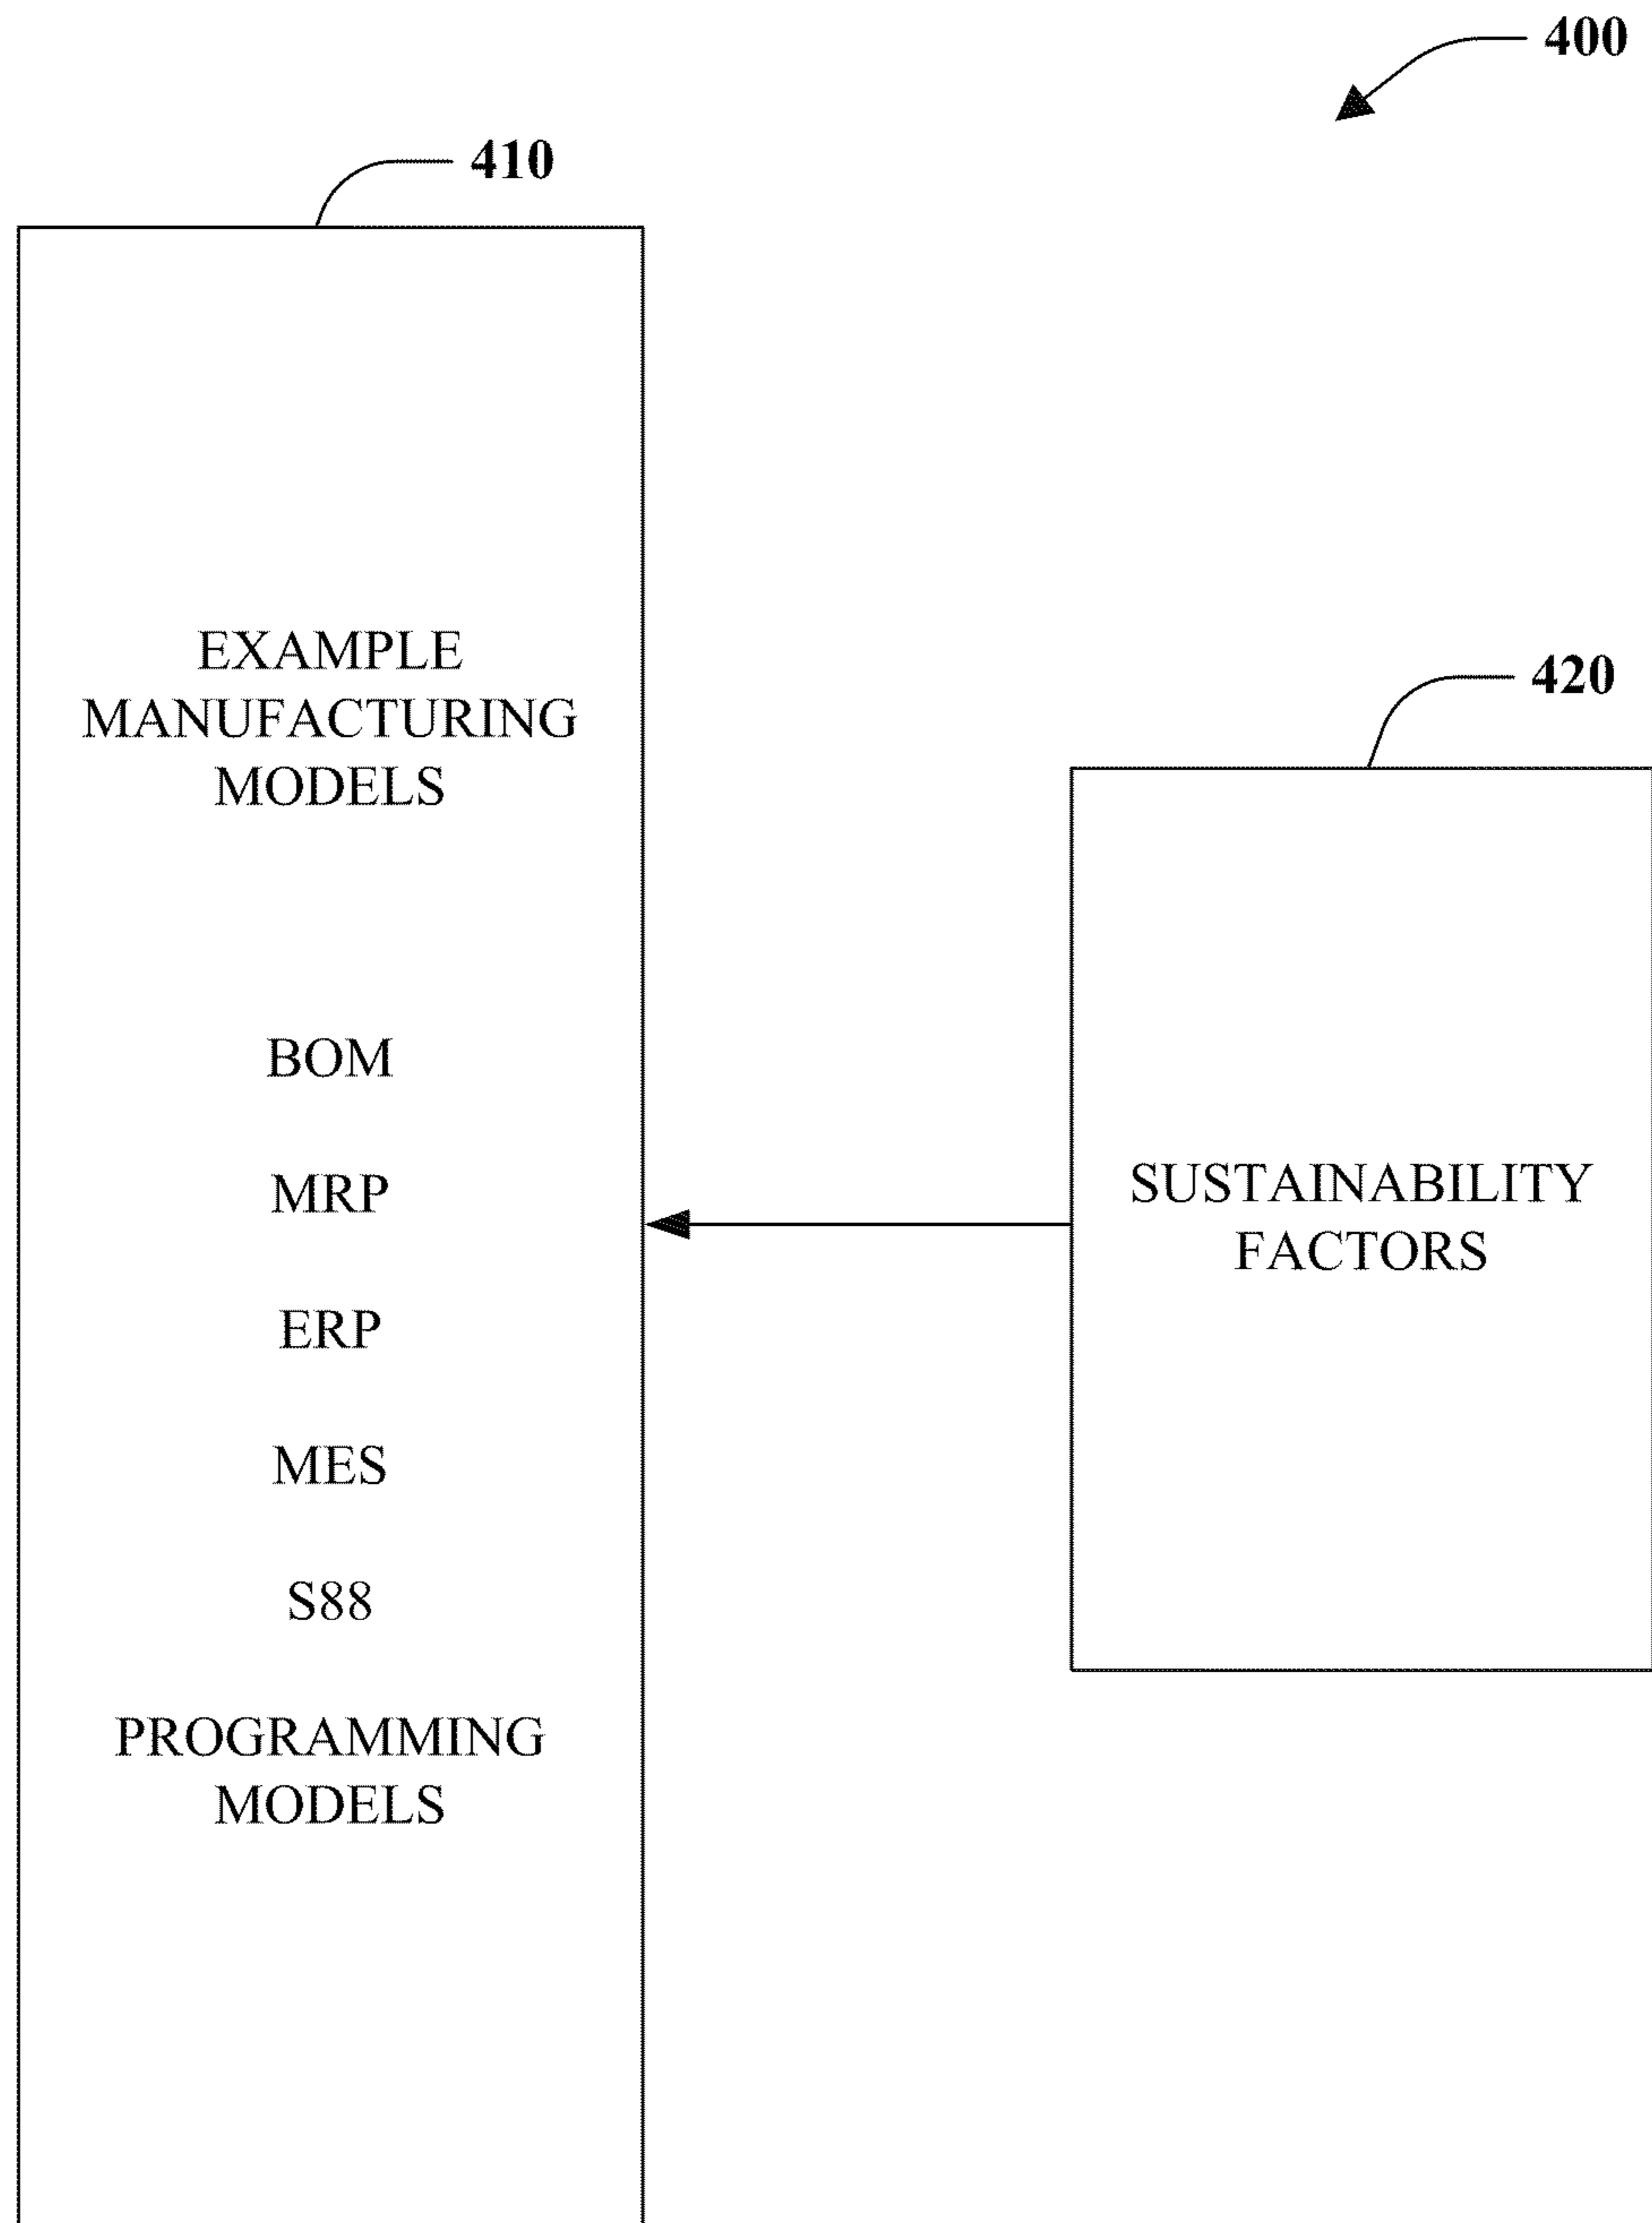 400
410
EXAMPLE
MANUFACTURING
MODELS
BOM
MRP
ERP
MES
S88
PROGRAMMING
MODELS
420
SUSTAINABILITY
FACTORS